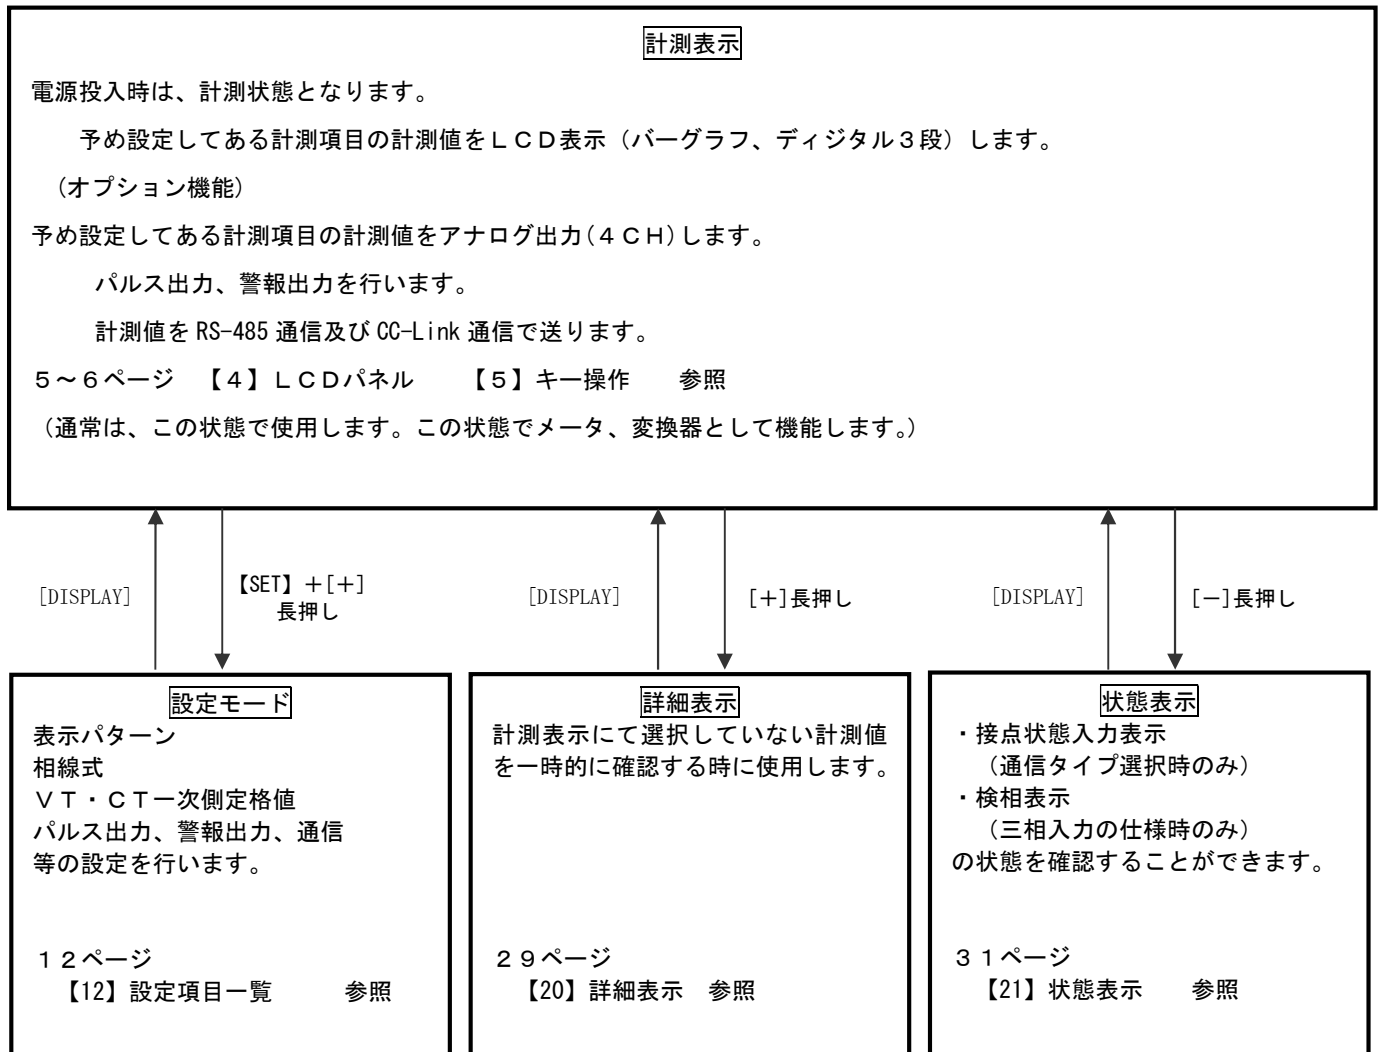 計測表示
電源投入時は、計測状態となります。
予め設定してある計測項目の計測値をＬＣＤ表示（バーグラフ、ディジタル３段）します。
（オプション機能）
予め設定してある計測項目の計測値をアナログ出力(４ＣＨ)します。
パルス出力、警報出力を行います。
計測値を RS-485 通信及び CC-Link 通信で送ります。
５～６ページ　【４】ＬＣＤパネル　　【５】キー操作　　参照
（通常は、この状態で使用します。この状態でメータ、変換器として機能します。）
[DISPLAY]
【SET】＋[＋]
長押し
[DISPLAY]
[＋]長押し
[DISPLAY]
[－]長押し
設定モード
表示パターン
相線式
ＶＴ・ＣＴ一次側定格値
パルス出力、警報出力、通信
等の設定を行います。
１２ページ
【12】設定項目一覧　　　参照
詳細表示
計測表示にて選択していない計測値
を一時的に確認する時に使用します。
２９ページ
【20】詳細表示　参照
状態表示
・接点状態入力表示
（通信タイプ選択時のみ）
・検相表示
（三相入力の仕様時のみ）
の状態を確認することができます。
３１ページ
【21】状態表示　　参照